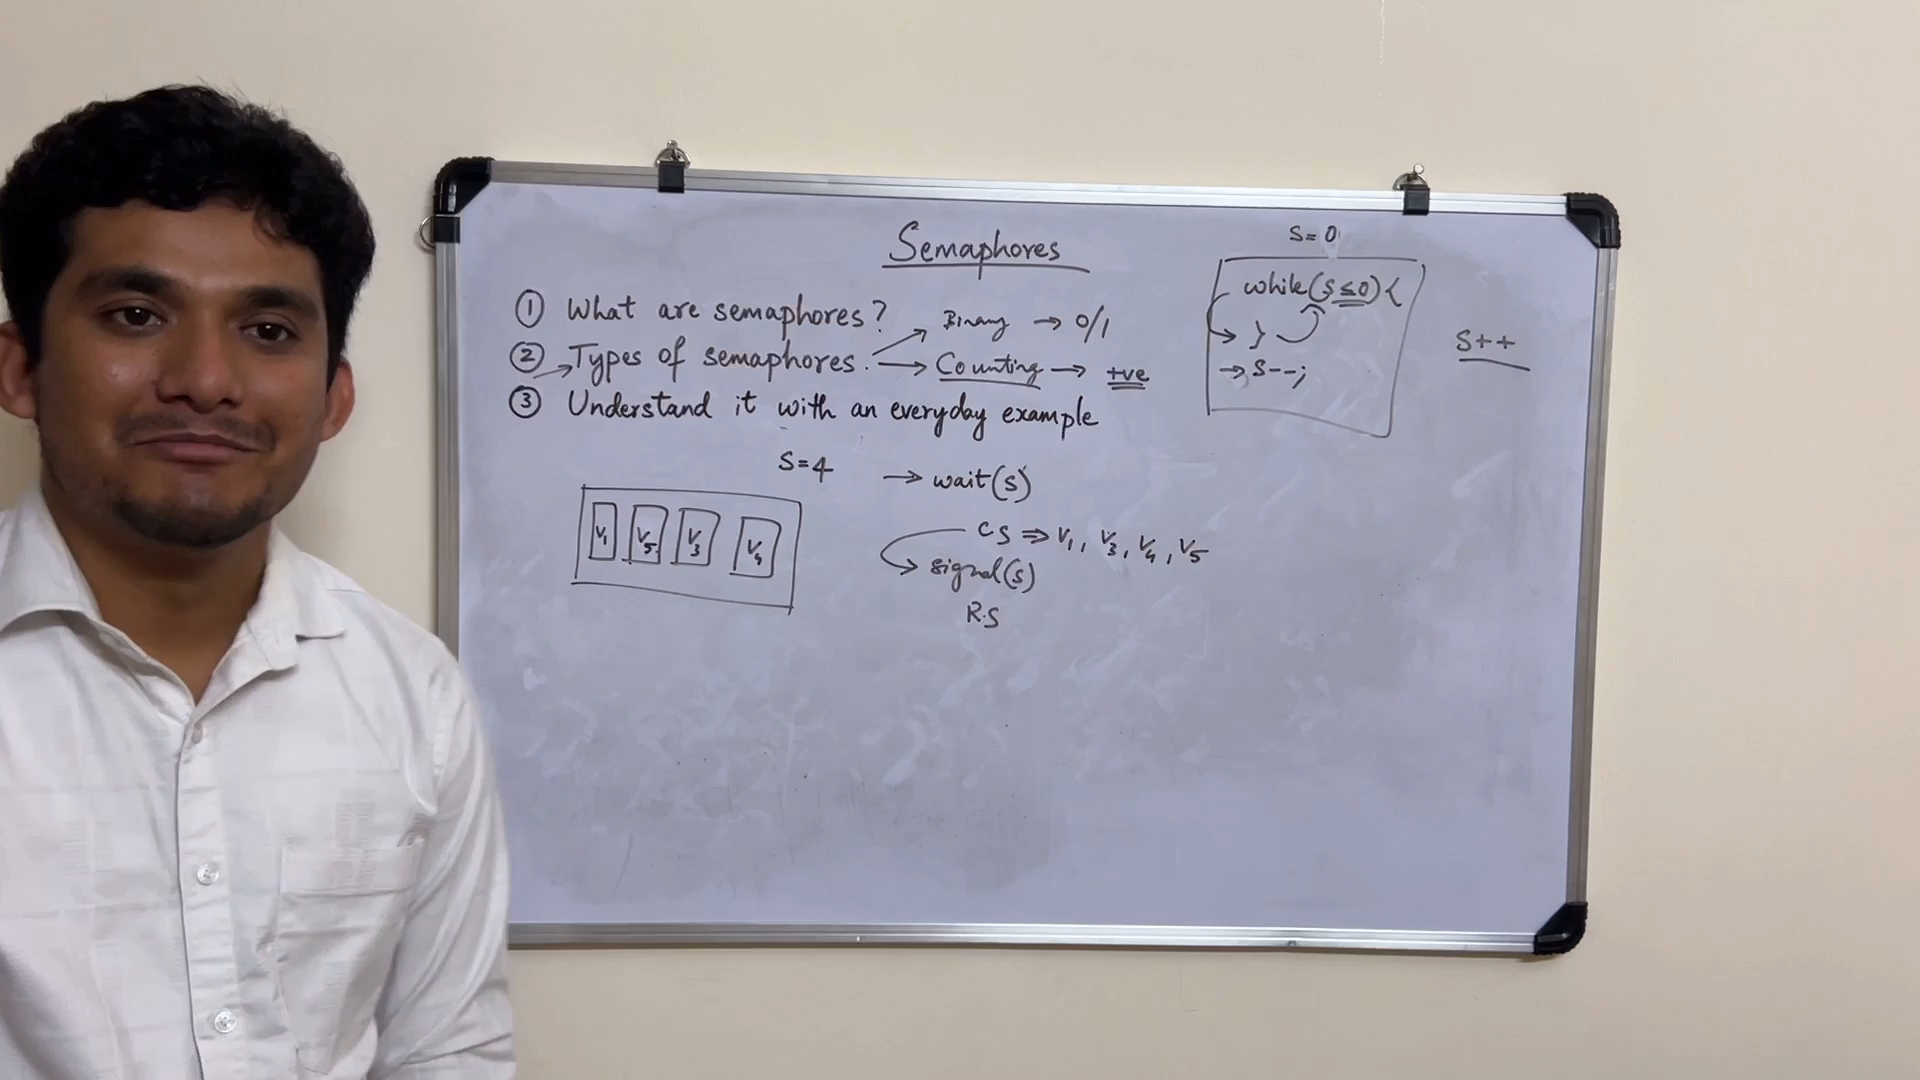 Semaphores
① What are semaphores?
Binary → 0/1
② → Types of semaphores. → Counting → +ve
③ Understand it with an everyday example
S=4
V1 V5 V3 V4
→ wait(S)
CS ⇒ V1, V3, V4, V5
→ signal(S)
R.S
S=0
while(S≤0){
→ }
→ S--;
S++